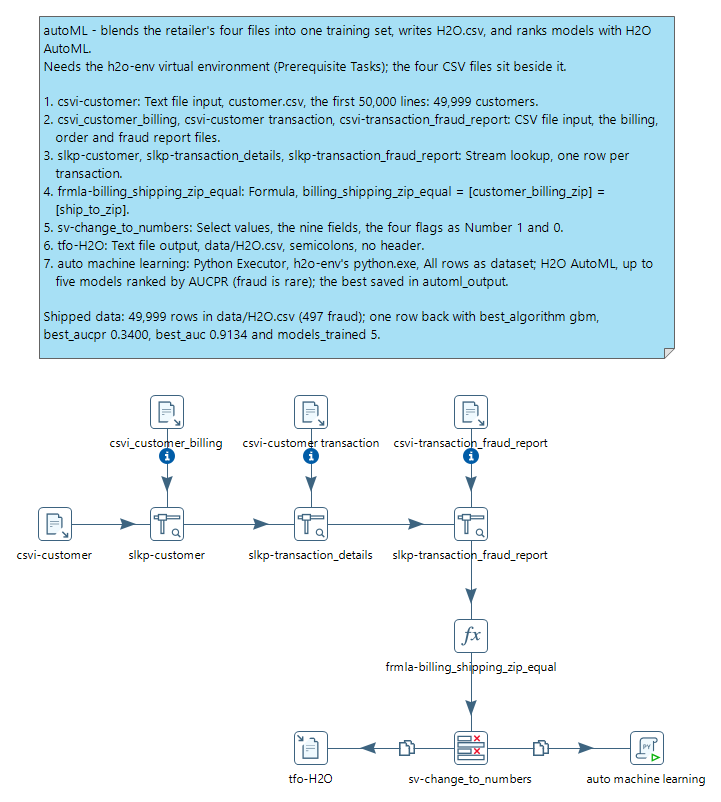 autoML - blends the retailer's four files into one training set, writes H2O.csv, and ranks models with H2O
AutoML.
Needs the h2o-env virtual environment (Prerequisite Tasks); the four CSV files sit beside it.
1. csvi-customer: Text file input, customer.csv, the first 50,000 lines: 49,999 customers.
2. csvi_customer_billing, csvi-customer transaction, csvi-transaction_fraud_report: CSV file input, the billing,
order and fraud report files.
3. slkp-customer, slkp-transaction_details, slkp-transaction_fraud_report: Stream lookup, one row per
transaction.
4. frmla-billing_shipping_zip_equal: Formula, billing_shipping_zip_equal = [customer_billing_zip] =
[ship_to_zip].
5. sv-change_to_numbers: Select values, the nine fields, the four flags as Number 1 and 0.
6. tfo-H2O: Text file output, data/H2O.csv, semicolons, no header.
7. auto machine learning: Python Executor, h2o-env's python.exe, All rows as dataset; H2O AutoML, up to
five models ranked by AUCPR (fraud is rare); the best saved in automl_output.
Shipped data: 49,999 rows in data/H2O.csv (497 fraud); one row back with best_algorithm gbm,
best_aucpr 0.3400, best_auc 0.9134 and models_trained 5.
csvi_customer_billing
csvi-customer transaction
csvi-transaction_fraud_report
csvi-customer
slkp-customer
slkp-transaction_details
slkp-transaction_fraud_report
fx
frmla-billing_shipping_zip_equal
PY
tfo-H2O
sv-change_to_numbers
auto machine learning